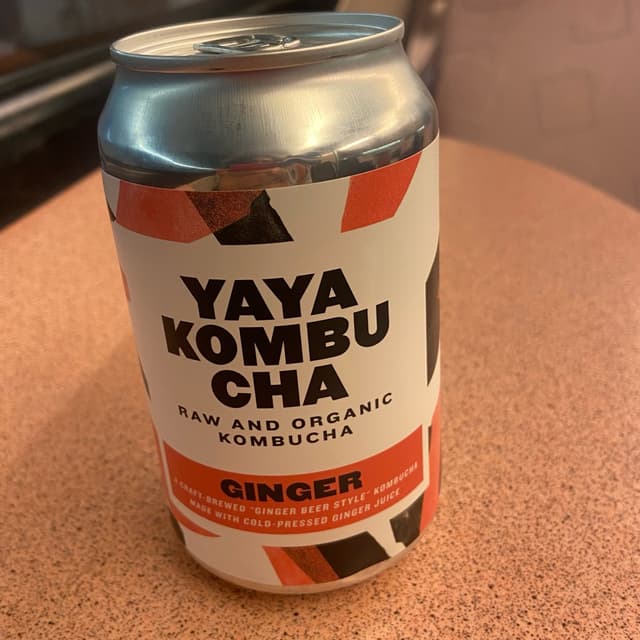 YAYA
KOMBU
CHA
RAW AND ORGANIC
KOMBUCHA
GINGER
A CRAFT-BREWED "GINGER BEER STYLE" KOMBUCHA
MADE WITH COLD-PRESSED GINGER JUICE